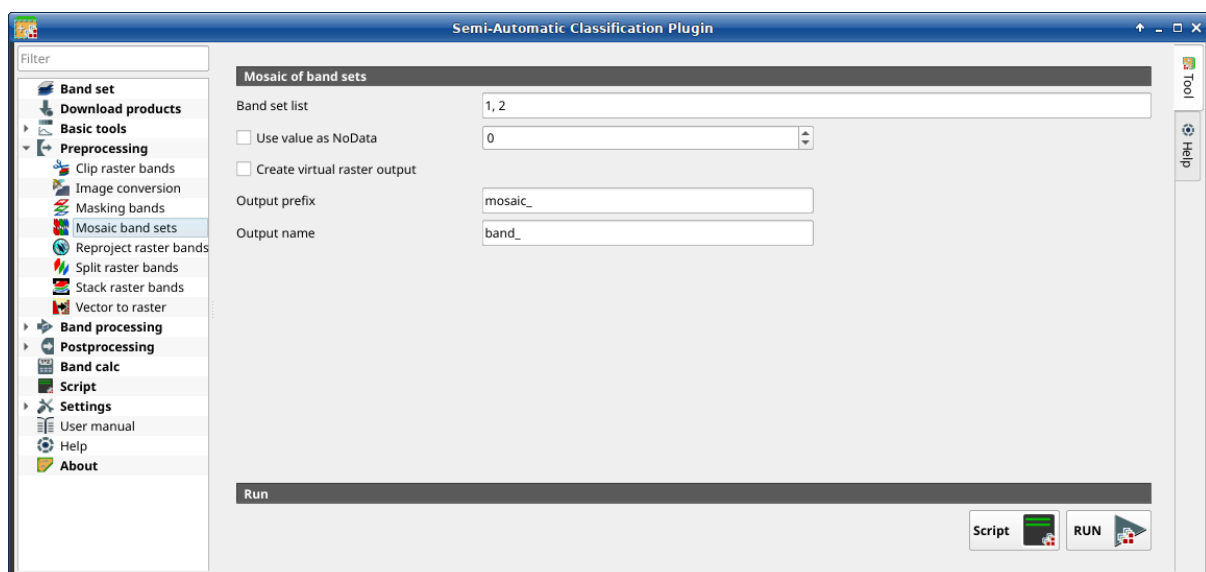 Semi-Automatic Classification Plugin
Filter
Band set
Download products
Basic tools
Preprocessing
Clip raster bands
Image conversion
Masking bands
Mosaic band sets
Reproject raster bands
Split raster bands
Stack raster bands
Vector to raster
Band processing
Postprocessing
Band calc
Script
Settings
User manual
Help
About
Mosaic of band sets
Band set list 1, 2
Use value as NoData 0
Create virtual raster output
Output prefix mosaic_
Output name band_
Run
Script RUN
Tool
Help